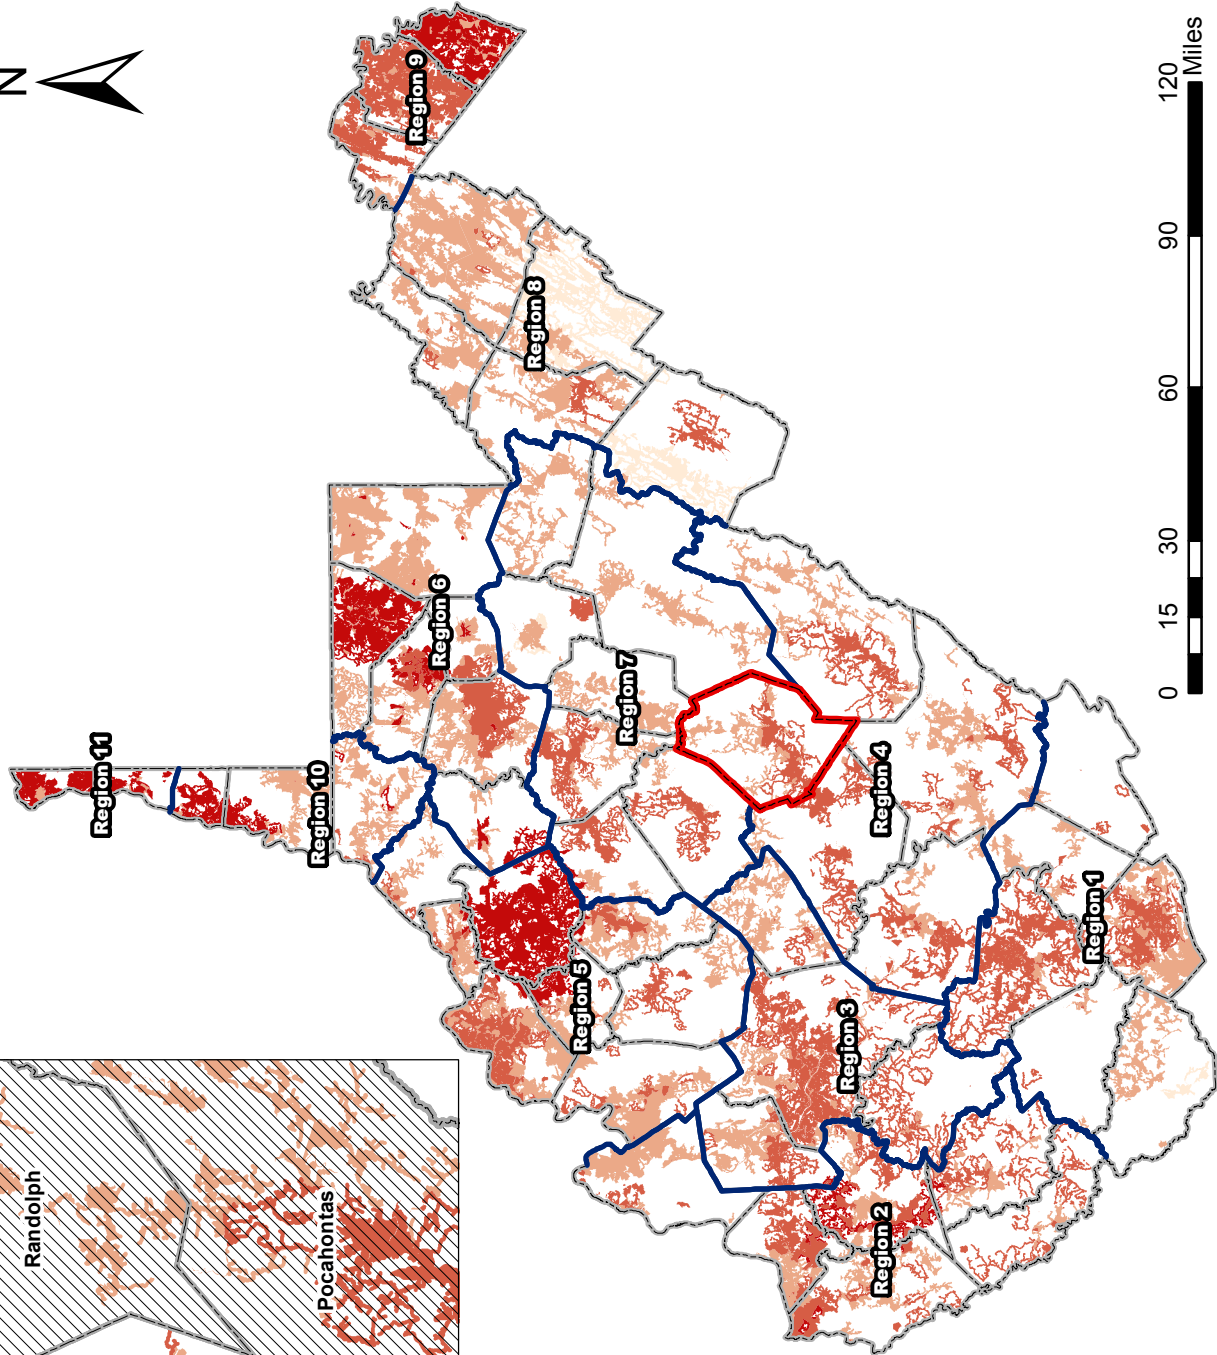 N
Region 11
Region 10
Region 9
Region 6
Region 8
Region 7
Region 5
Region 4
Region 3
Region 2
Region 1
Randolph
Pocahontas
0 15 30 60 90 120
Miles